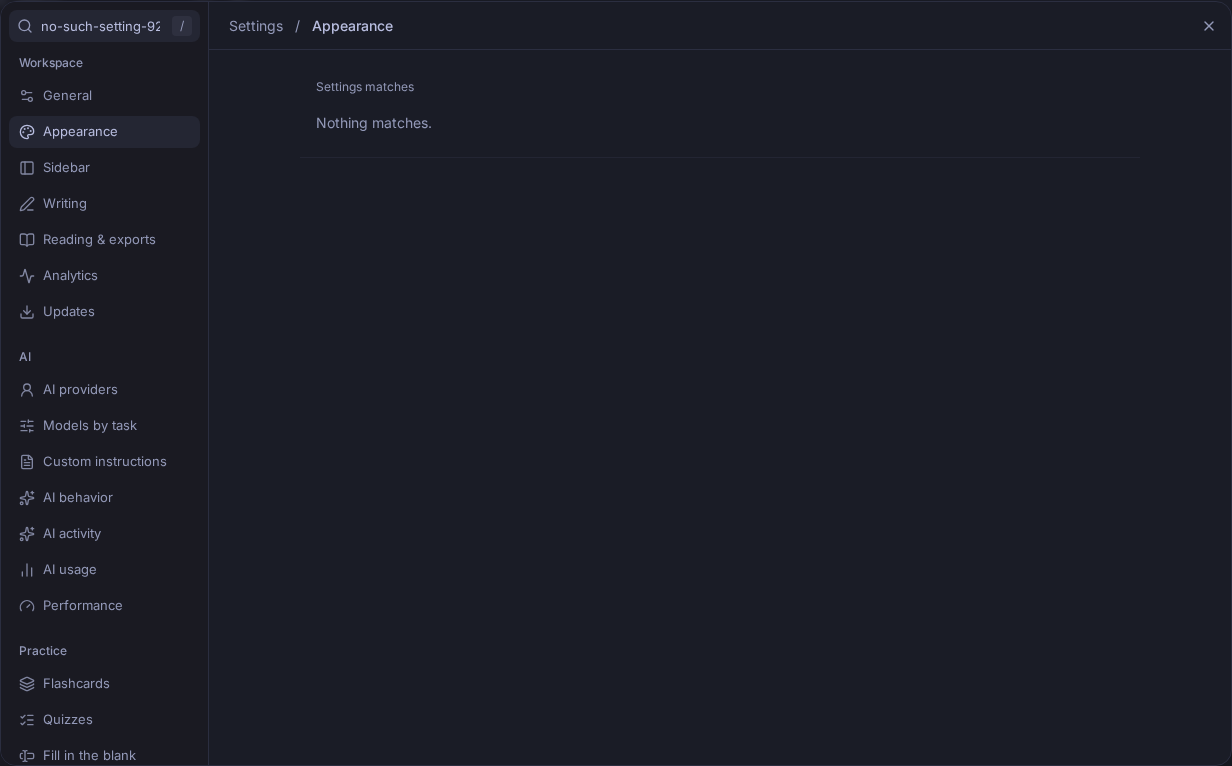 no-such-setting-92 /
Workspace
General
Appearance
Sidebar
Writing
Reading & exports
Analytics
Updates
AI
AI providers
Models by task
Custom instructions
AI behavior
AI activity
AI usage
Performance
Practice
Flashcards
Quizzes
Fill in the blank
Settings / Appearance
Settings matches
Nothing matches.